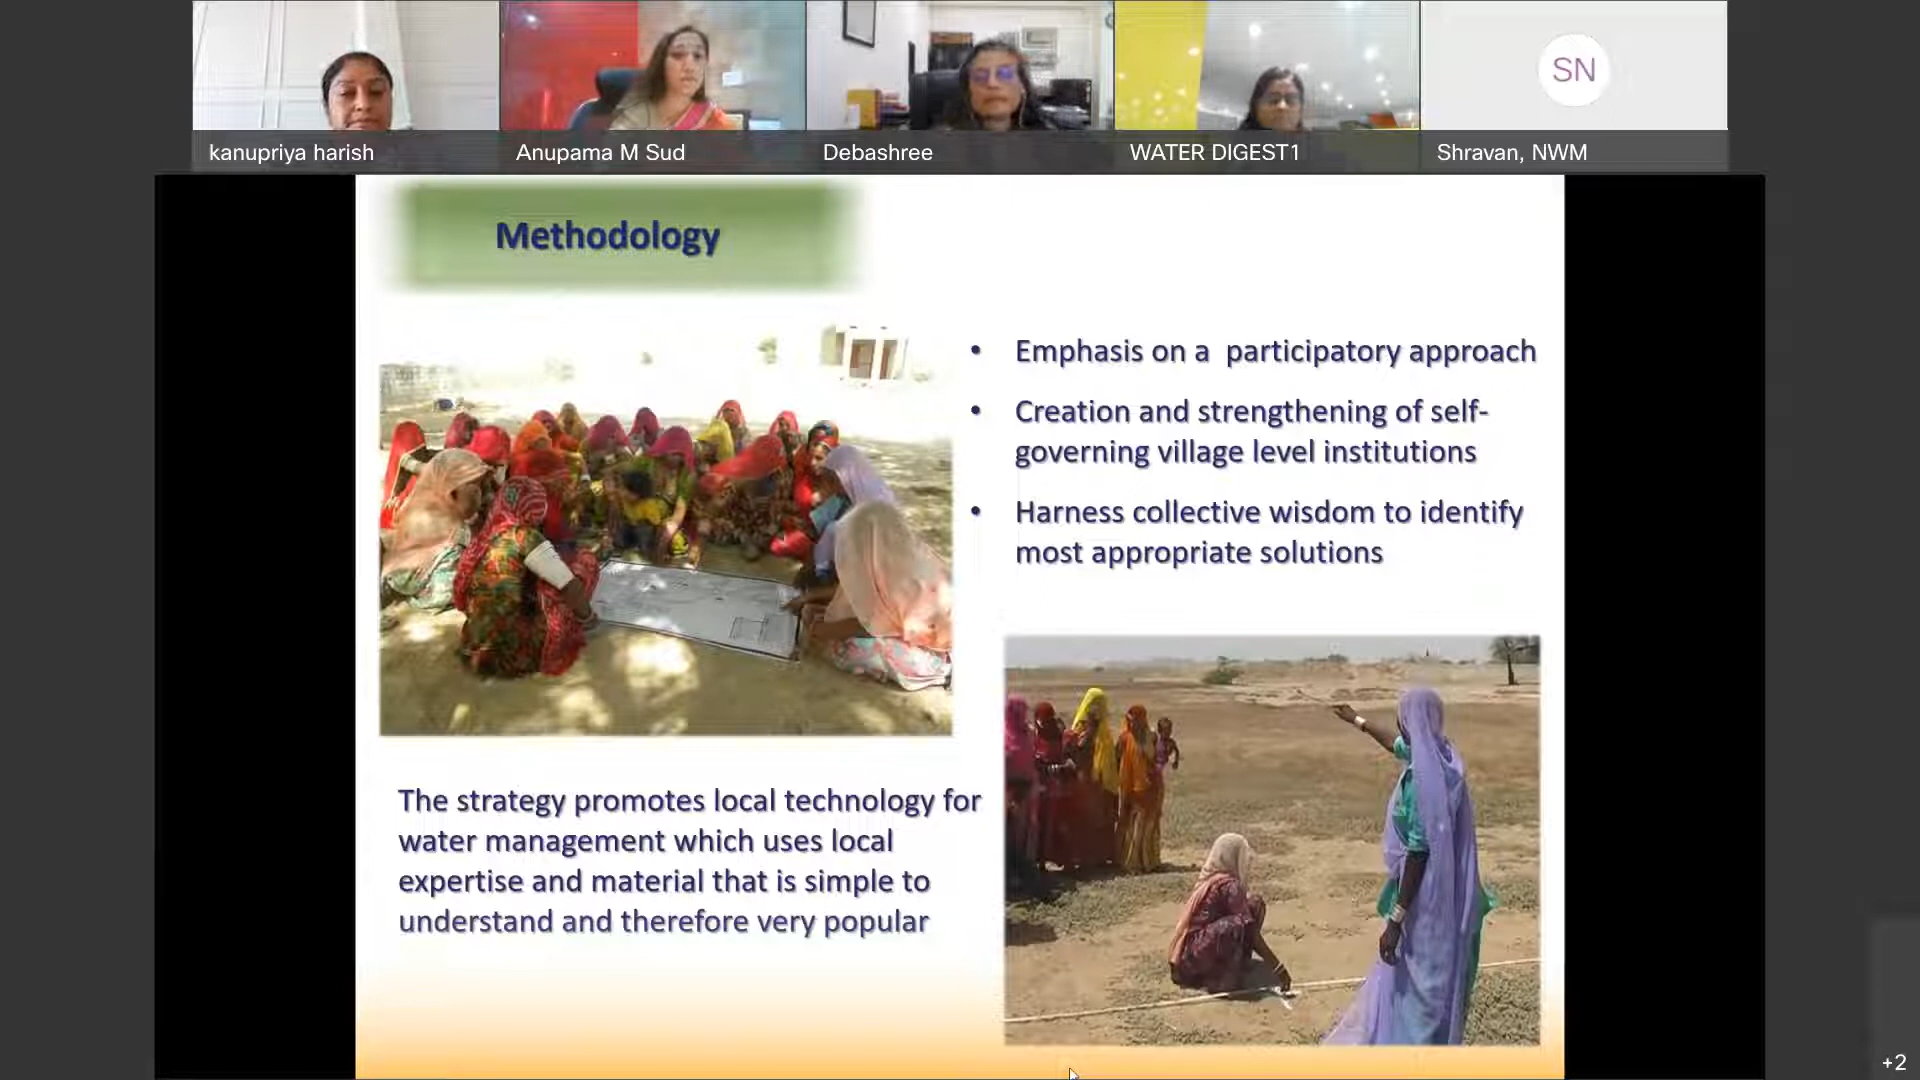 kanupriya harish
Anupama M Sud
Debashree
WATER DIGEST1
SN
Shravan, NWM
Methodology
• Emphasis on a participatory approach
• Creation and strengthening of self-
governing village level institutions
• Harness collective wisdom to identify
most appropriate solutions
The strategy promotes local technology for
water management which uses local
expertise and material that is simple to
understand and therefore very popular
+2